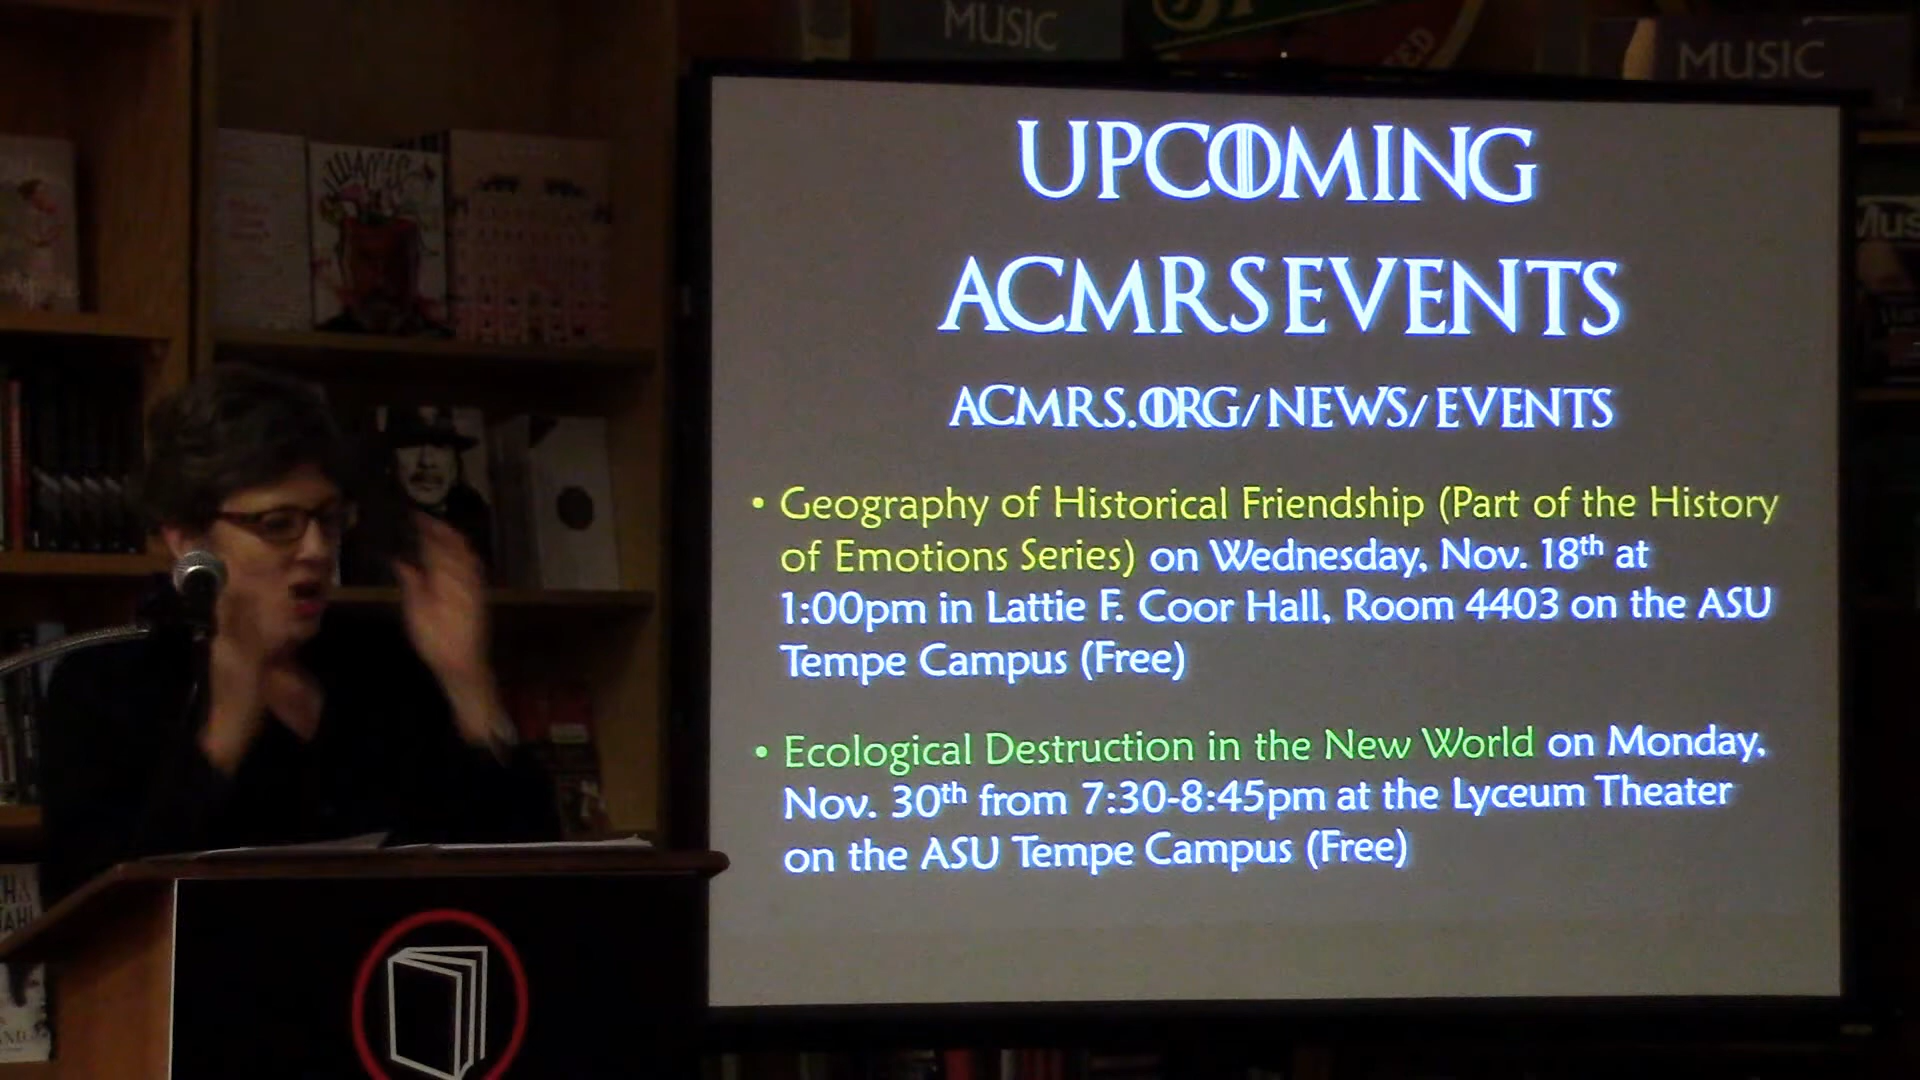 MUSIC
MUSIC
UPCOMING
ACMRS EVENTS
ACMRS.ORG/NEWS/EVENTS
• Geography of Historical Friendship (Part of the History
of Emotions Series) on Wednesday, Nov. 18th at
1:00pm in Lattie F. Coor Hall, Room 4403 on the ASU
Tempe Campus (Free)
• Ecological Destruction in the New World on Monday,
Nov. 30th from 7:30-8:45pm at the Lyceum Theater
on the ASU Tempe Campus (Free)